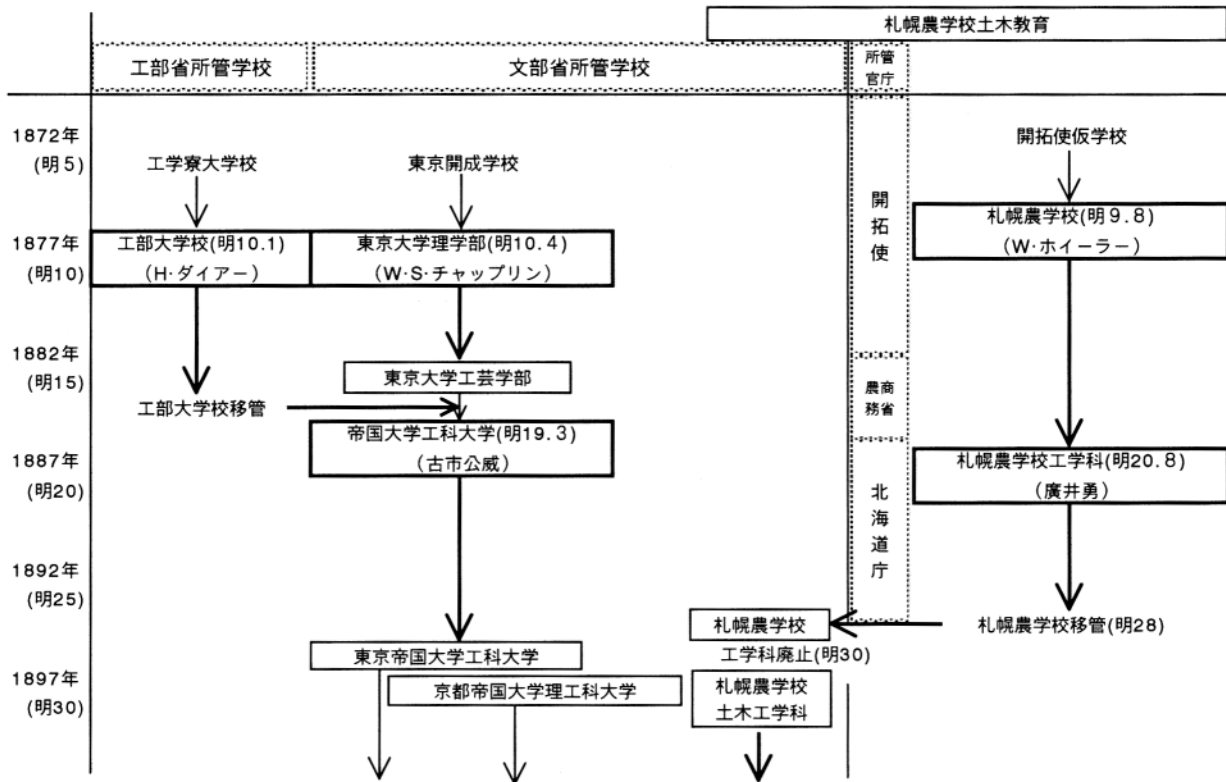 札幌農学校土木教育
工部省所管学校
文部省所管学校
所管
官庁
1872年
(明5)
工学寮大学校
東京開成学校
開拓使仮学校
開拓使
1877年
(明10)
工部大学校(明10.1)
(H・ダイアー)
東京大学理学部(明10.4)
(W・S・チャップリン)
札幌農学校(明9.8)
(W・ホイーラー)
1882年
(明15)
東京大学工芸学部
農商
務省
工部大学校移管
帝国大学工科大学(明19.3)
(古市公威)
1887年
(明20)
札幌農学校工学科(明20.8)
(廣井勇)
北海道庁
1892年
(明25)
札幌農学校
札幌農学校移管(明28)
工学科廃止(明30)
東京帝国大学工科大学
1897年
(明30)
京都帝国大学理工科大学
札幌農学校
土木工学科